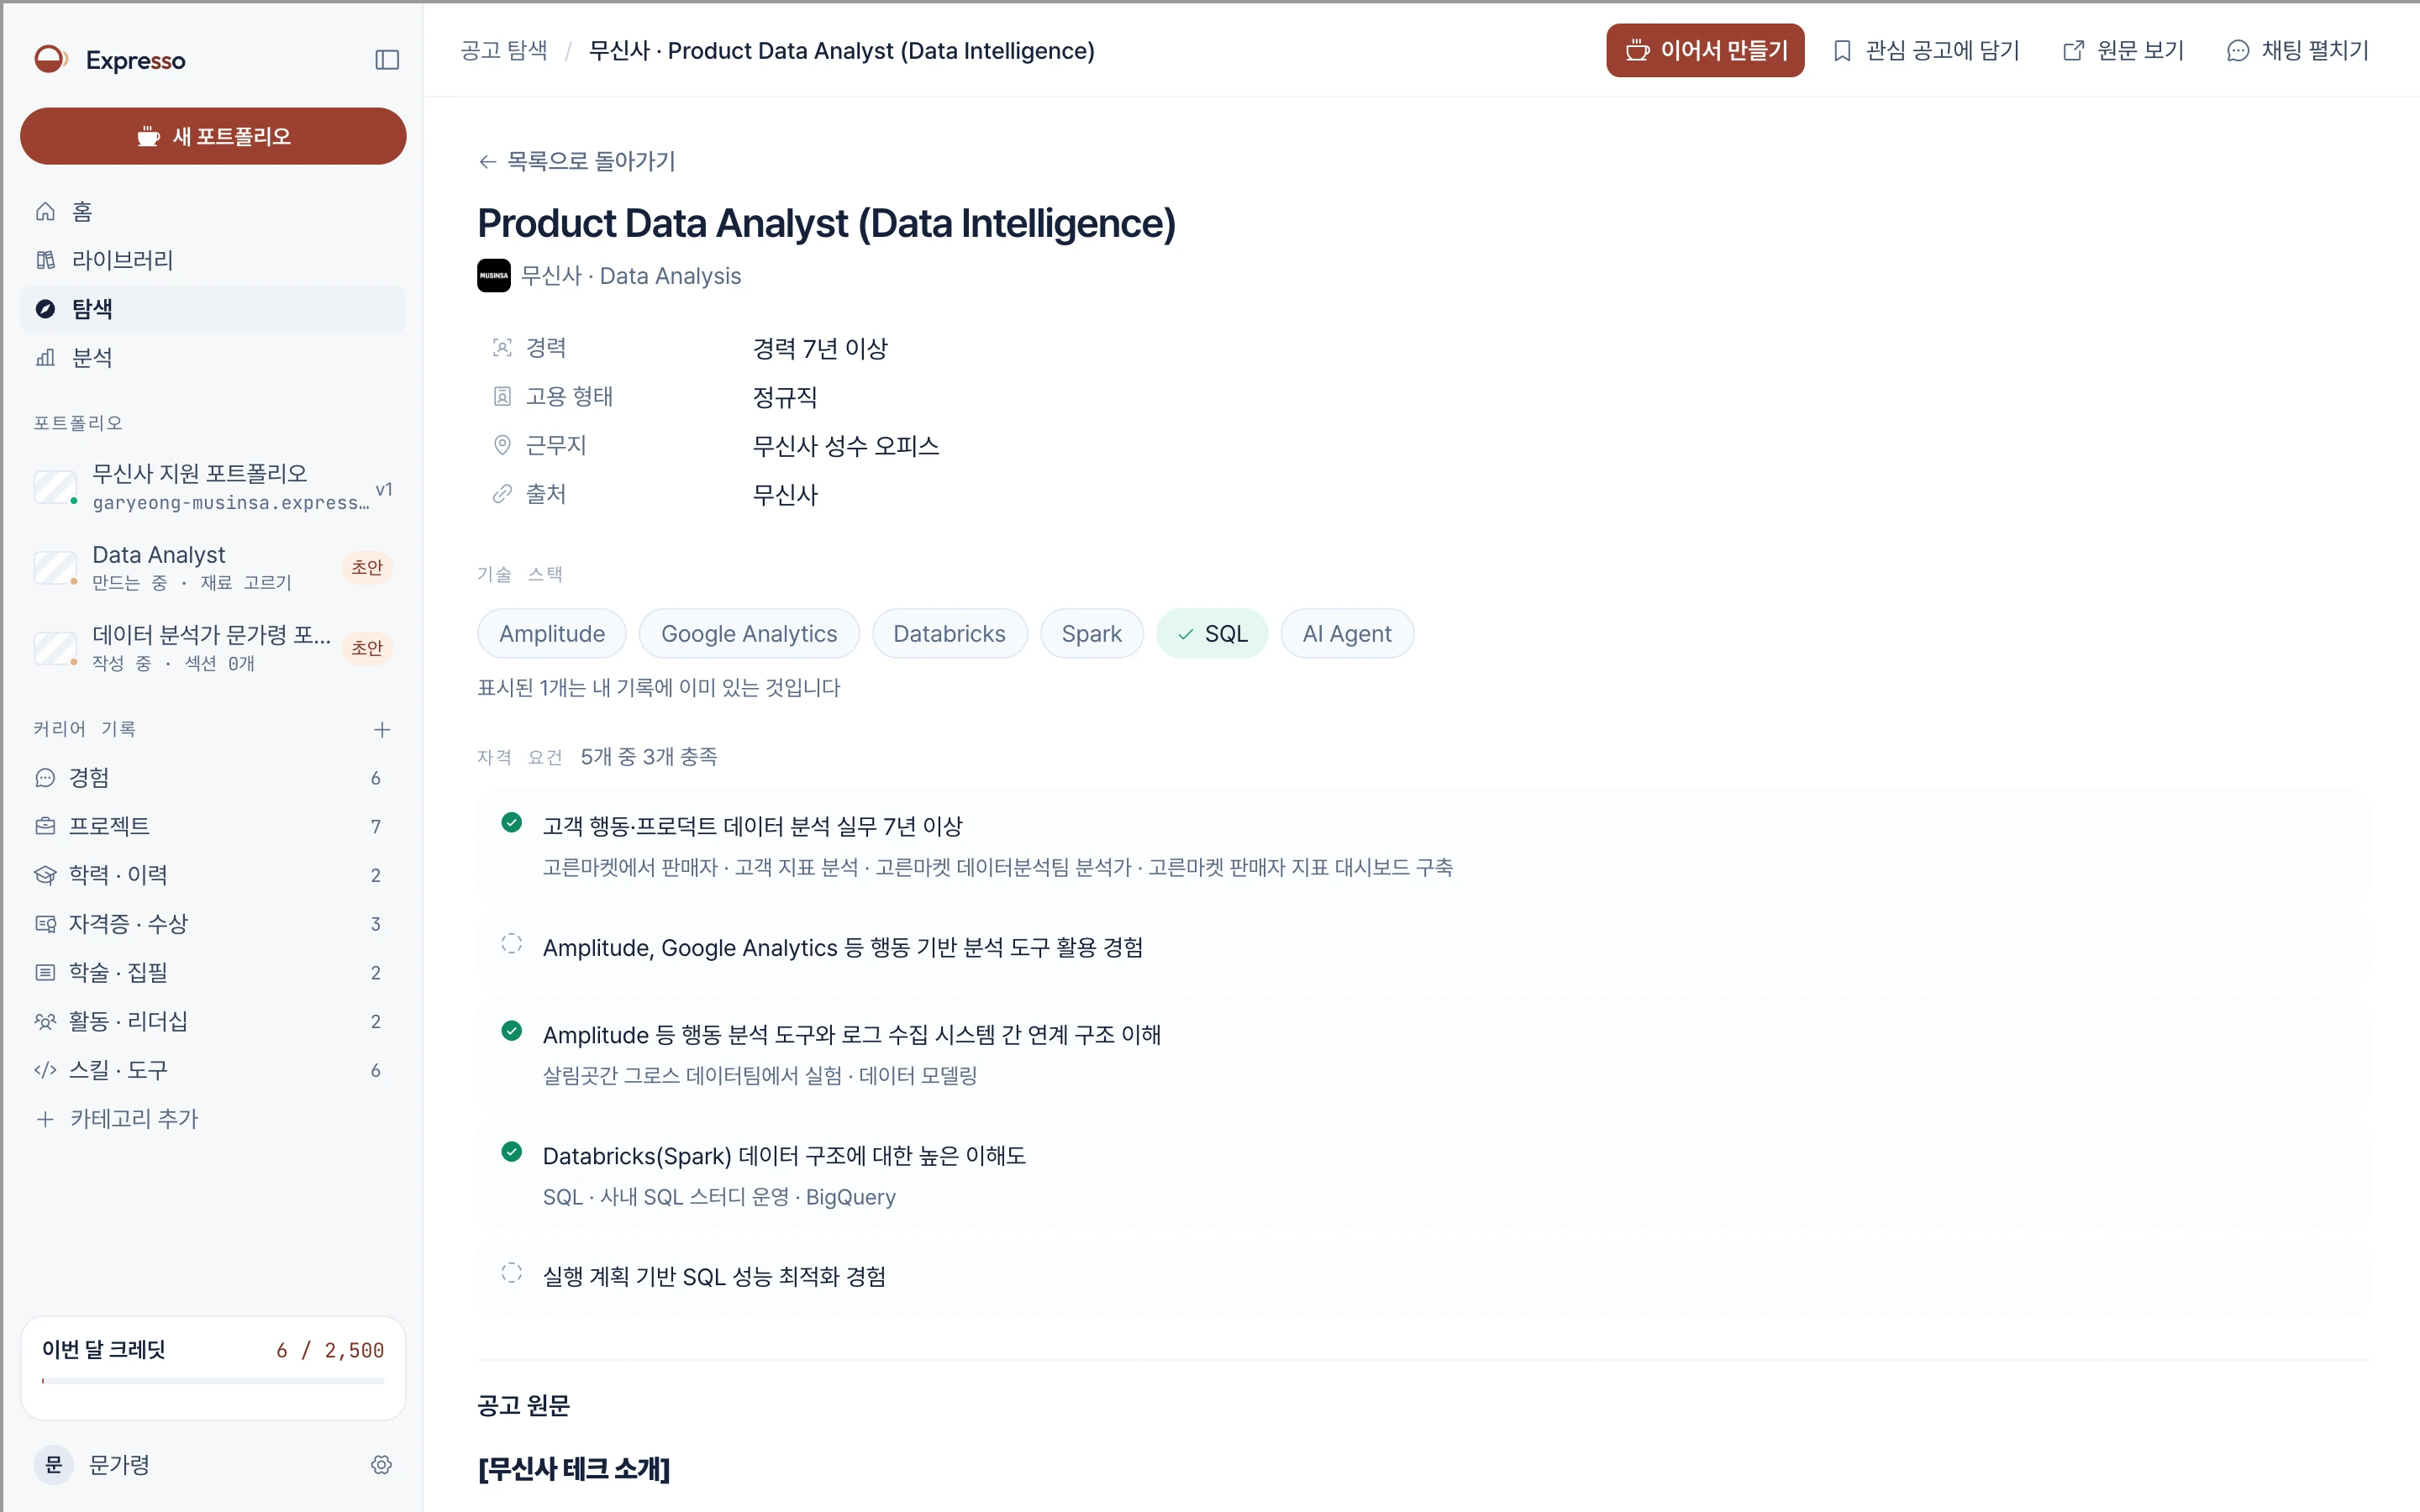 Expresso
새 포트폴리오
홈
라이브러리
탐색
분석
포트폴리오
무신사 지원 포트폴리오
garyeong-musinsa.express…
v1
Data Analyst
만드는 중 · 재료 고르기
초안
데이터 분석가 문가령 포…
작성 중 · 섹션 0개
초안
커리어 기록
경험 6
프로젝트 7
학력 · 이력 2
자격증 · 수상 3
학술 · 집필 2
활동 · 리더십 2
스킬 · 도구 6
카테고리 추가
이번 달 크레딧 6 / 2,500
문 문가령
공고 탐색 / 무신사 · Product Data Analyst (Data Intelligence)
이어서 만들기
관심 공고에 담기
원문 보기
채팅 펼치기
← 목록으로 돌아가기
Product Data Analyst (Data Intelligence)
MUSINSA
무신사 · Data Analysis
경력 경력 7년 이상
고용 형태 정규직
근무지 무신사 성수 오피스
출처 무신사
기술 스택
Amplitude Google Analytics Databricks Spark SQL AI Agent
표시된 1개는 내 기록에 이미 있는 것입니다
자격 요건 5개 중 3개 충족
고객 행동·프로덕트 데이터 분석 실무 7년 이상
고른마켓에서 판매자 · 고객 지표 분석 · 고른마켓 데이터분석팀 분석가 · 고른마켓 판매자 지표 대시보드 구축
Amplitude, Google Analytics 등 행동 기반 분석 도구 활용 경험
Amplitude 등 행동 분석 도구와 로그 수집 시스템 간 연계 구조 이해
살림곳간 그로스 데이터팀에서 실험 · 데이터 모델링
Databricks(Spark) 데이터 구조에 대한 높은 이해도
SQL · 사내 SQL 스터디 운영 · BigQuery
실행 계획 기반 SQL 성능 최적화 경험
공고 원문
[무신사 테크 소개]